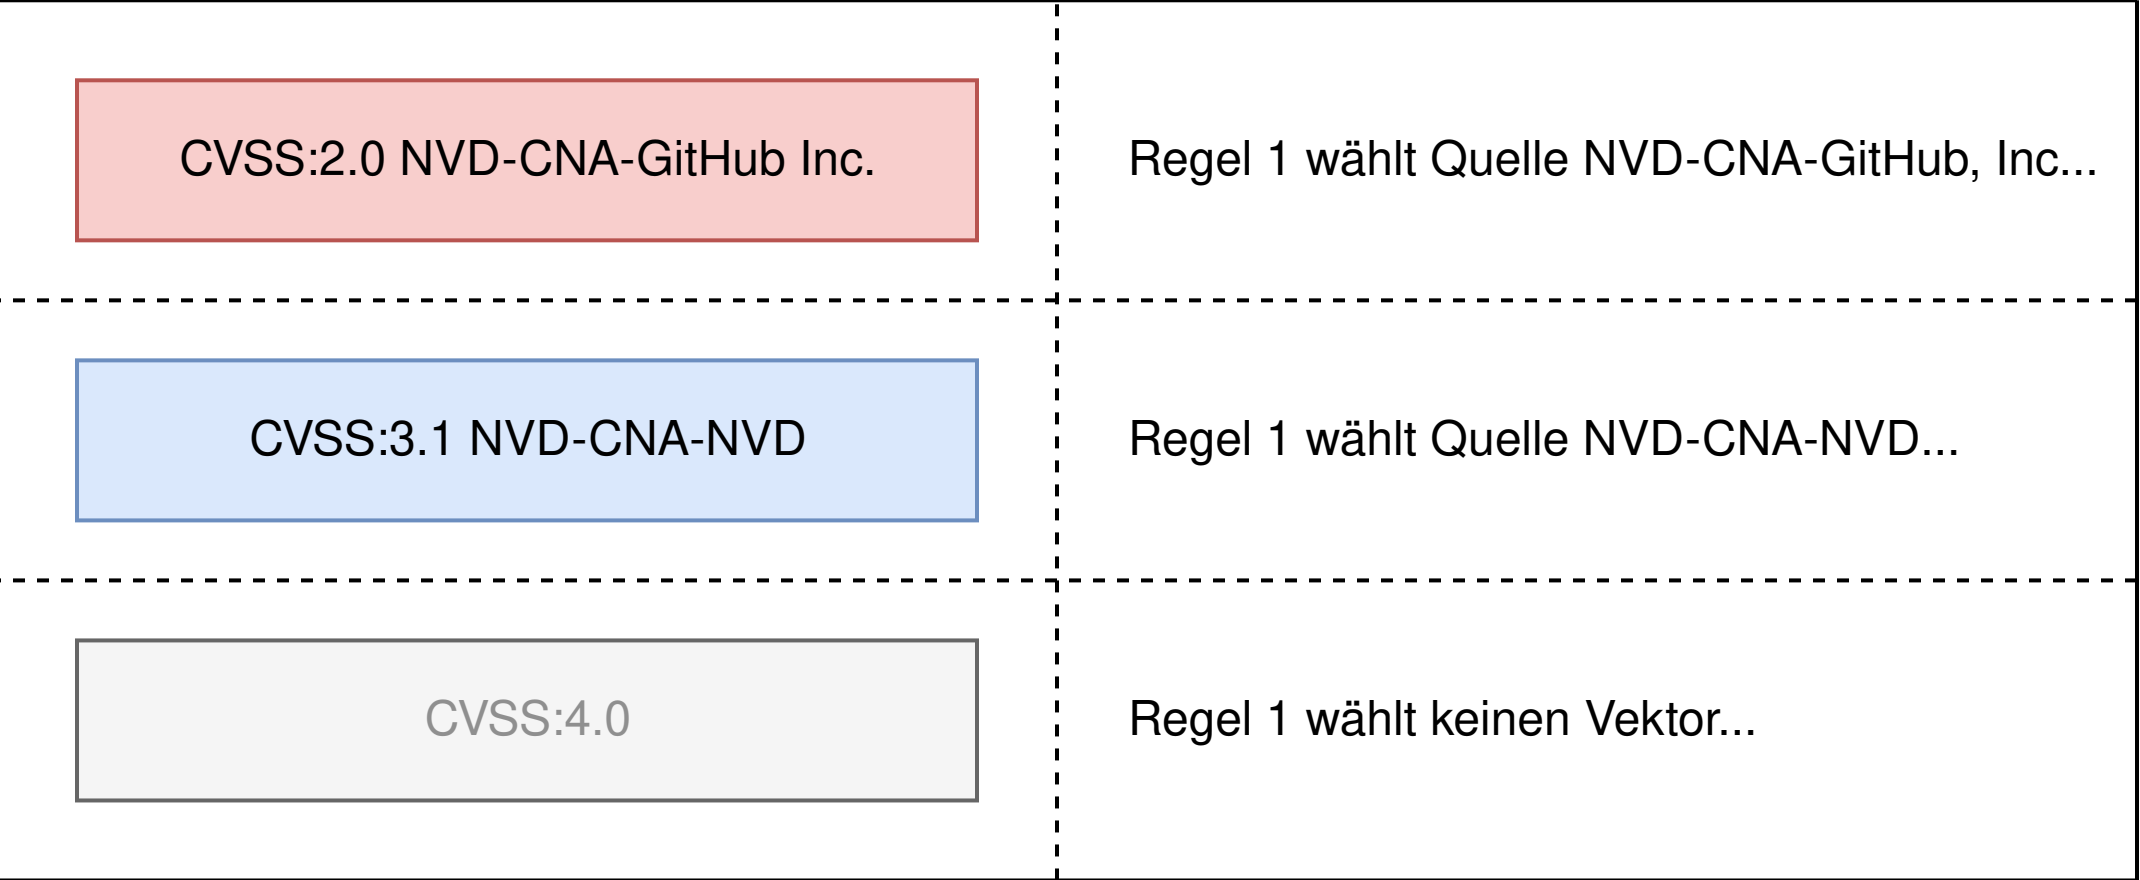 CVSS:2.0 NVD-CNA-GitHub Inc.
Regel 1 wählt Quelle NVD-CNA-GitHub, Inc...
CVSS:3.1 NVD-CNA-NVD
Regel 1 wählt Quelle NVD-CNA-NVD...
CVSS:4.0
Regel 1 wählt keinen Vektor...